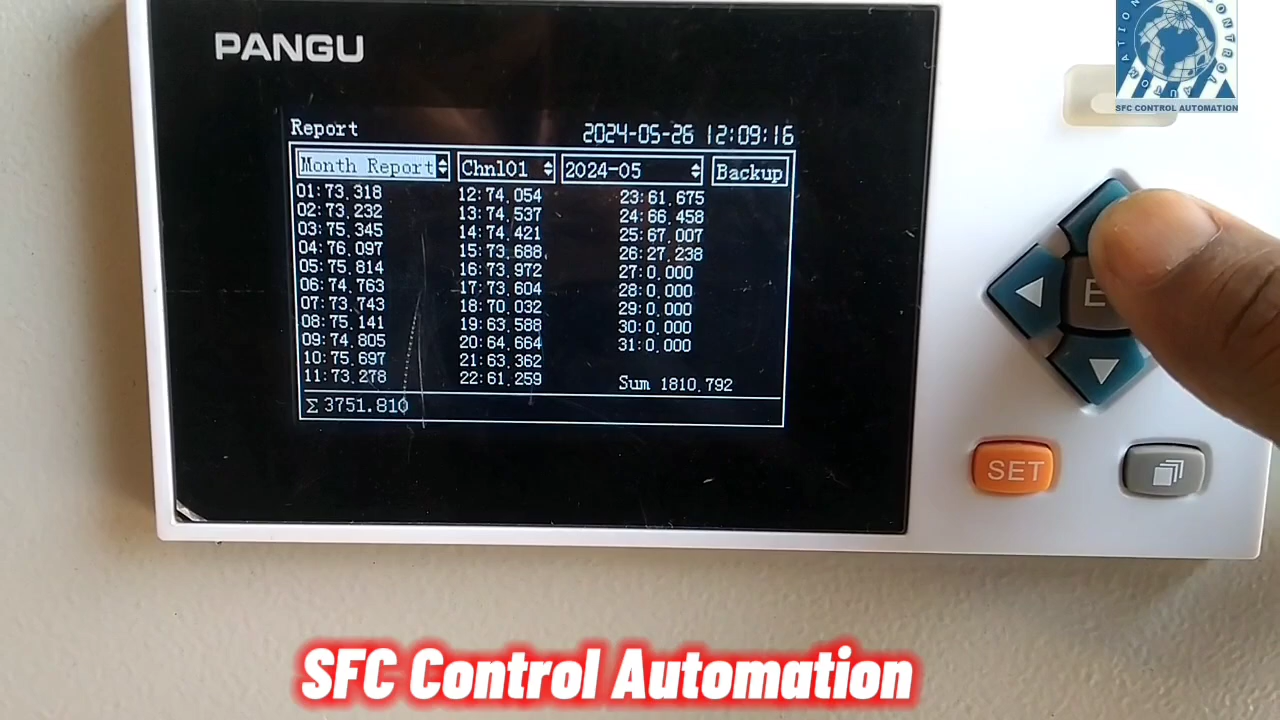 PANGU
Report 2024-05-26 12:09:16
Month Report Chnl01 2024-05 Backup
01:73.318 12:74.054 23:61.675
02:73.232 13:74.537 24:66.458
03:75.345 14:74.421 25:67.007
04:76.097 15:73.688 26:27.238
05:75.814 16:73.972 27:0.000
06:74.763 17:73.604 28:0.000
07:73.743 18:70.032 29:0.000
08:75.141 19:63.588 30:0.000
09:74.805 20:64.664 31:0.000
10:75.697 21:63.362
11:73.278 22:61.259 Sum 1810.792
Σ 3751.810
E
SET
SFC CONTROL AUTOMATION
SFC Control Automation